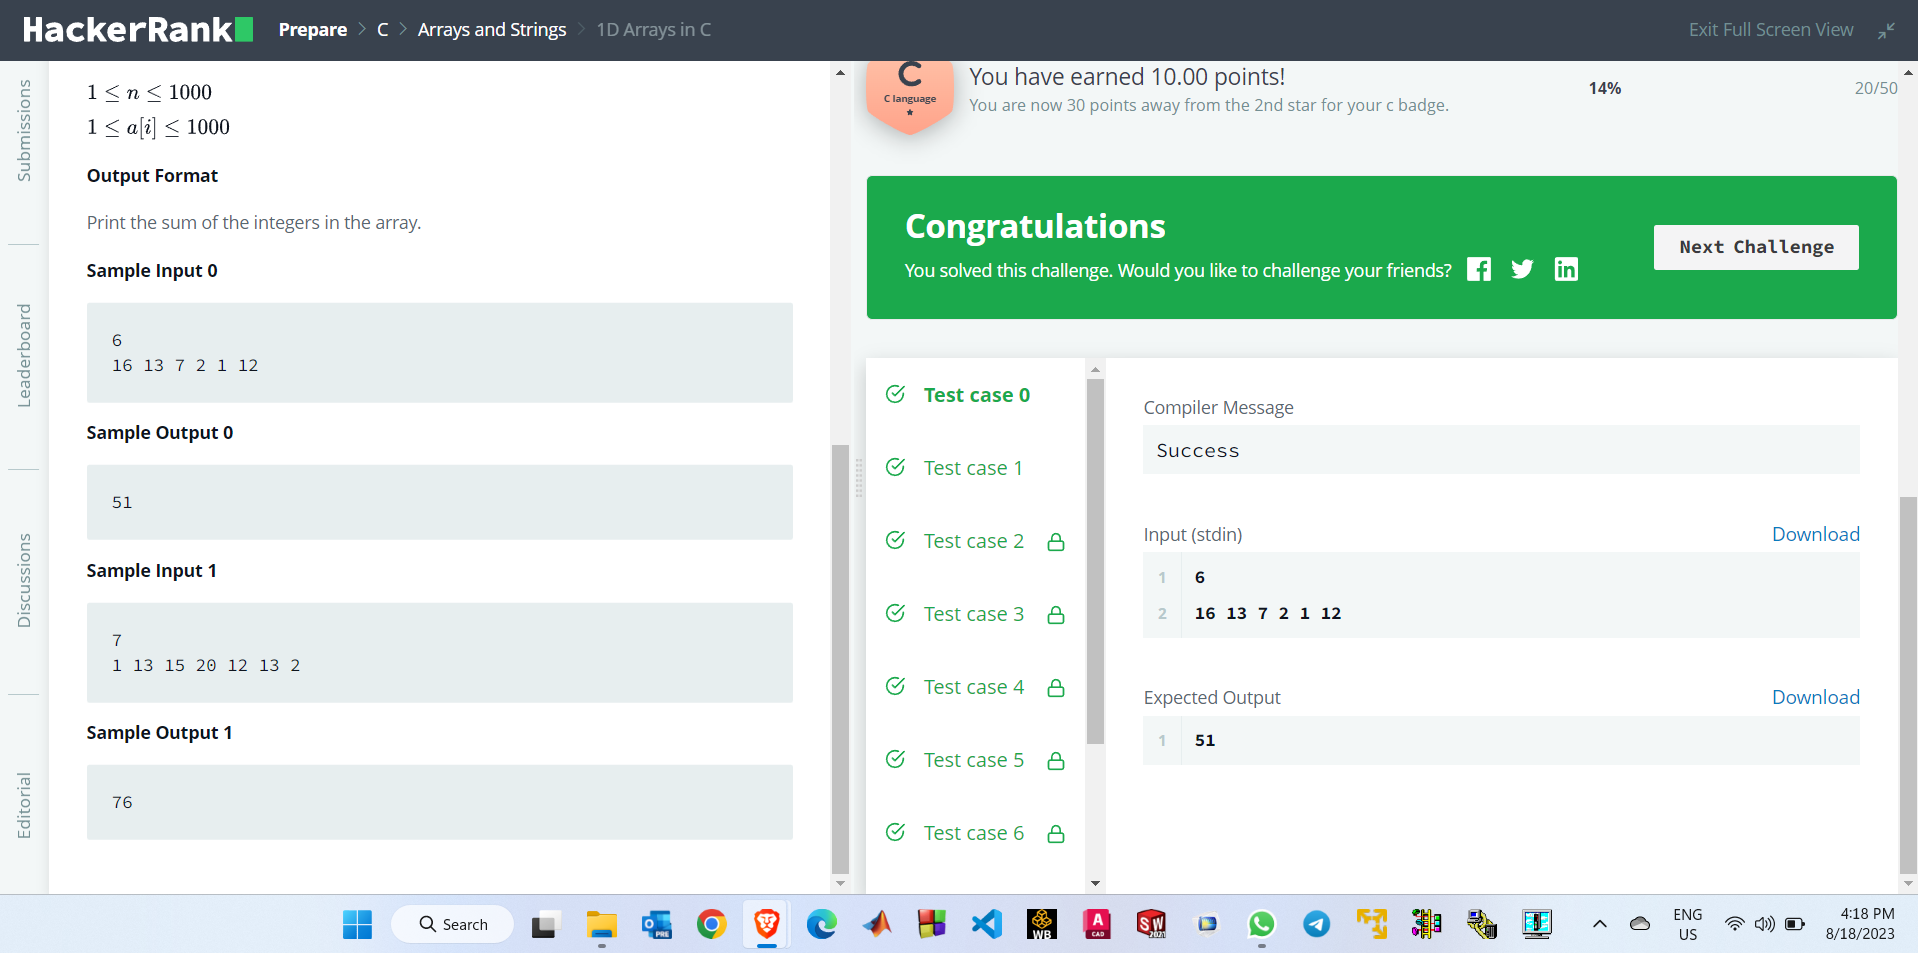 HackerRank
Prepare > C > Arrays and Strings > 1D Arrays in C
Exit Full Screen View
Submissions
Leaderboard
Discussions
Editorial
1 ≤ n ≤ 1000
1 ≤ a[i] ≤ 1000
Output Format
Print the sum of the integers in the array.
Sample Input 0
6
16 13 7 2 1 12
Sample Output 0
51
Sample Input 1
7
1 13 15 20 12 13 2
Sample Output 1
76
C
C language
You have earned 10.00 points!
You are now 30 points away from the 2nd star for your c badge.
14%
20/50
Congratulations
You solved this challenge. Would you like to challenge your friends?
Next Challenge
Test case 0
Test case 1
Test case 2
Test case 3
Test case 4
Test case 5
Test case 6
Compiler Message
Success
Input (stdin)
Download
1 6
2 16 13 7 2 1 12
Expected Output
Download
1 51
Search
PRE
WB
A CAD
SW 2021
ENG
US
4:18 PM
8/18/2023